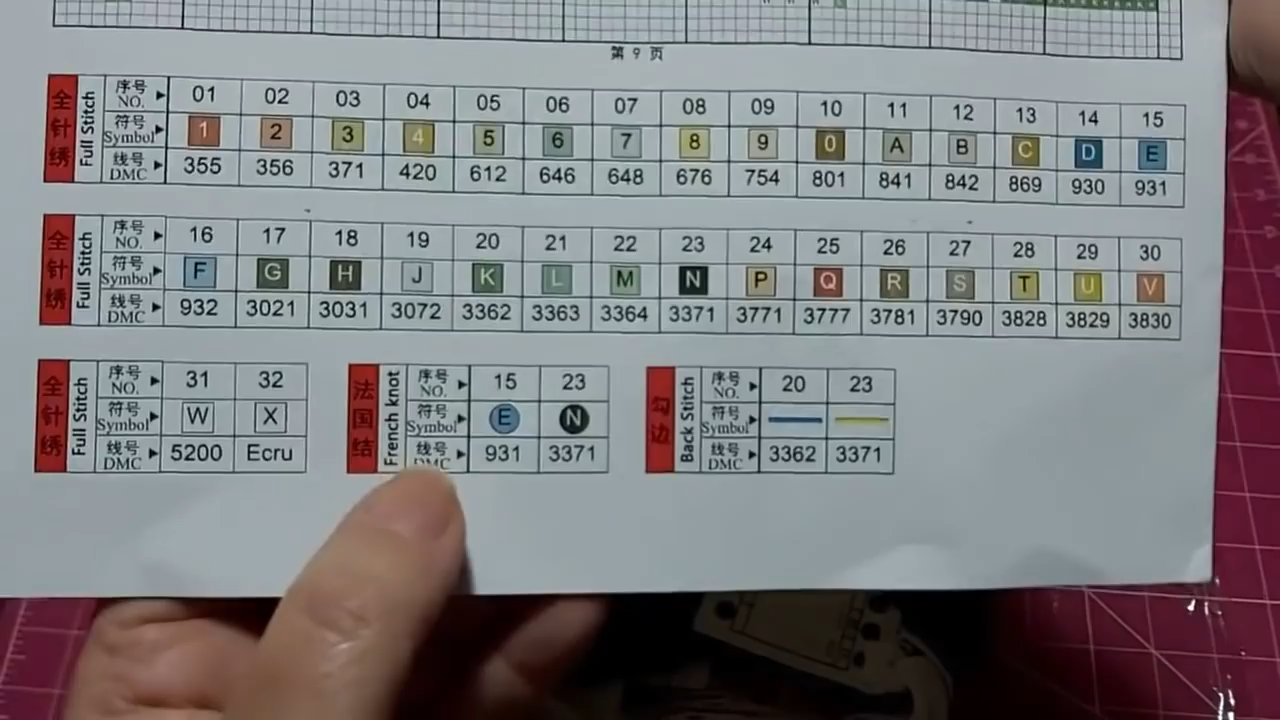 第 9 页
全针绣 Full Stitch
序号 NO. 01 02 03 04 05 06 07 08 09 10 11 12 13 14 15
符号 Symbol 1 2 3 4 5 6 7 8 9 0 A B C D E
线号 DMC 355 356 371 420 612 646 648 676 754 801 841 842 869 930 931
全针绣 Full Stitch
序号 NO. 16 17 18 19 20 21 22 23 24 25 26 27 28 29 30
符号 Symbol F G H J K L M N P Q R S T U V
线号 DMC 932 3021 3031 3072 3362 3363 3364 3371 3771 3777 3781 3790 3828 3829 3830
全针绣 Full Stitch
序号 NO. 31 32
符号 Symbol W X
线号 DMC 5200 Ecru
法国结 French knot
序号 NO. 15 23
符号 Symbol E N
线号 DMC 931 3371
勾边 Back Stitch
序号 NO. 20 23
符号 Symbol
线号 DMC 3362 3371